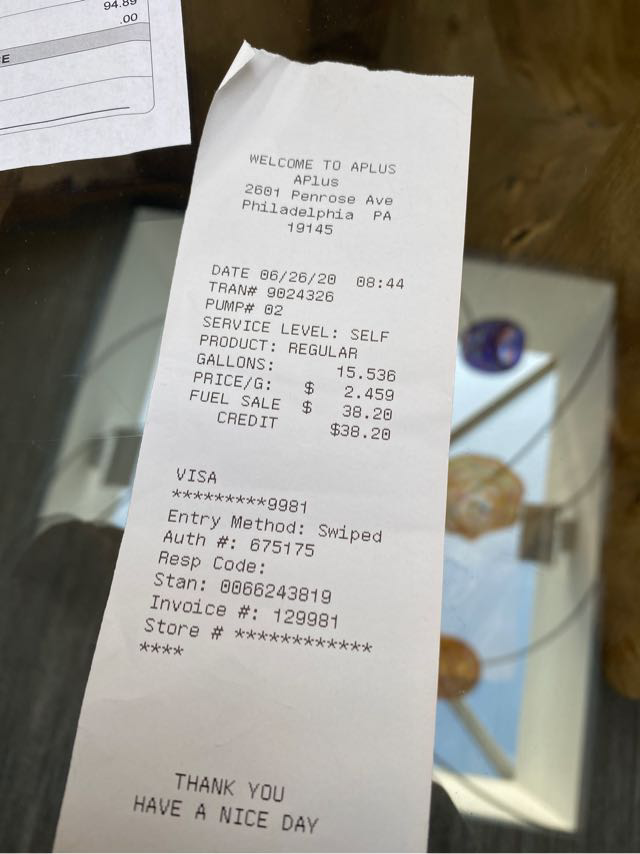 94.89
.00
E
WELCOME TO APLUS
APlus
2601 Penrose Ave
Philadelphia PA
19145
DATE 06/26/20 08:44
TRAN# 9024326
PUMP# 02
SERVICE LEVEL: SELF
PRODUCT: REGULAR
GALLONS: 15.536
PRICE/G: $ 2.459
FUEL SALE $ 38.20
CREDIT $38.20
VISA
*********9981
Entry Method: Swiped
Auth #: 675175
Resp Code:
Stan: 0066243819
Invoice #: 129981
Store # ************
****
THANK YOU
HAVE A NICE DAY